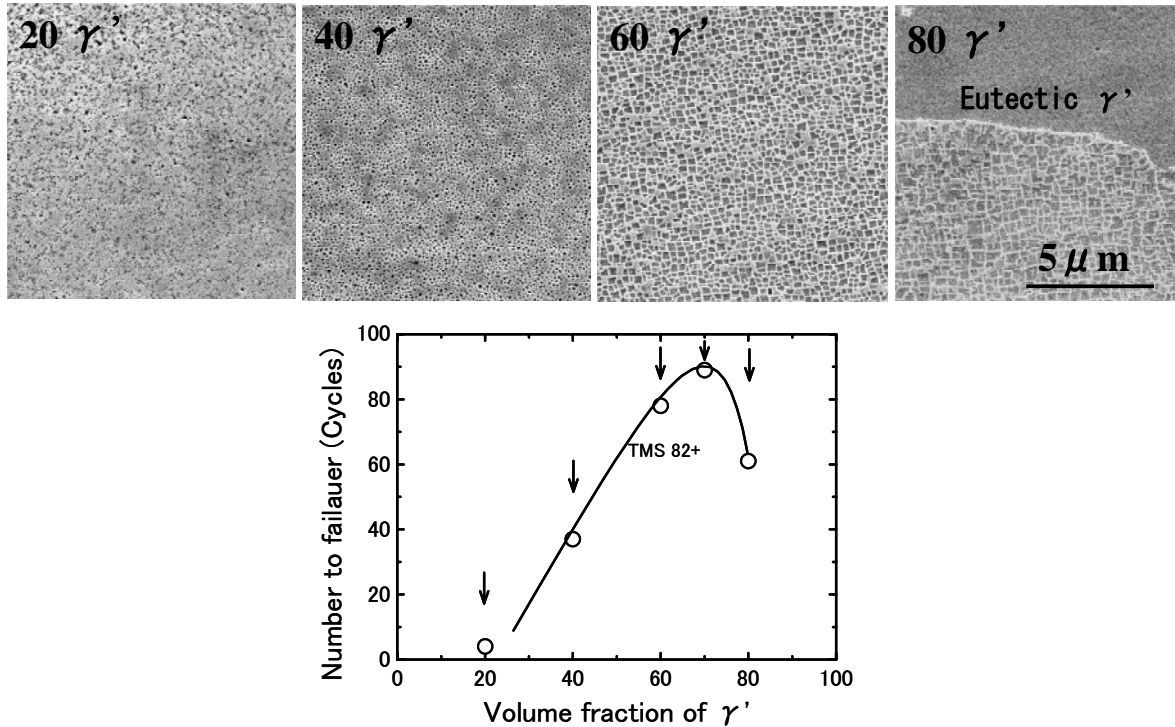 20 γ'
40 γ'
60 γ'
80 γ'
Eutectic γ'
5 μm
Number to failauer (Cycles)
100
80
60
40
20
0
TMS 82+
0 20 40 60 80 100
Volume fraction of γ'